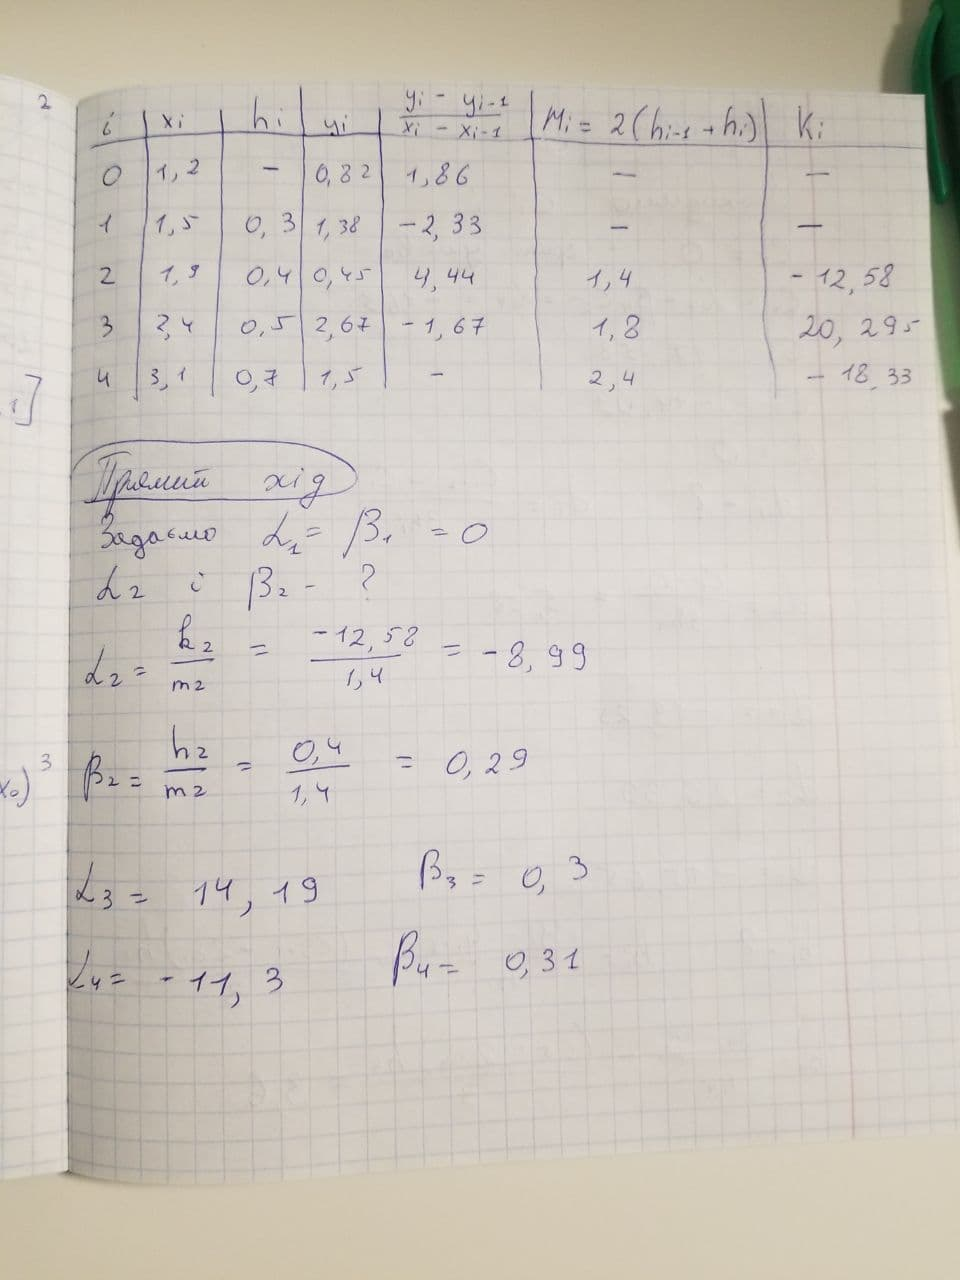 2
i | xi | hi | yi | yi - yi-1 / xi - xi-1 | Mi = 2(hi-1 + hi) | Ki
0 | 1,2 | - | 0,82 | 1,86 | - | -
1 | 1,5 | 0,3 | 1,38 | -2,33 | - | -
2 | 1,9 | 0,4 | 0,45 | 4,44 | 1,4 | -12,58
3 | 2,4 | 0,5 | 2,67 | -1,67 | 1,8 | 20,295
4 | 3,1 | 0,7 | 1,5 | - | 2,4 | -18,33
1]
Прямий хід
Задаємо α1 = β1 = 0
α2 і β2 - ?
α2 = k2/m2 = -12,58/1,4 = -8,99
x0)³
β2 = h2/m2 = 0,4/1,4 = 0,29
α3 = 14,19 β3 = 0,3
α4 = -11,3 β4 = 0,31